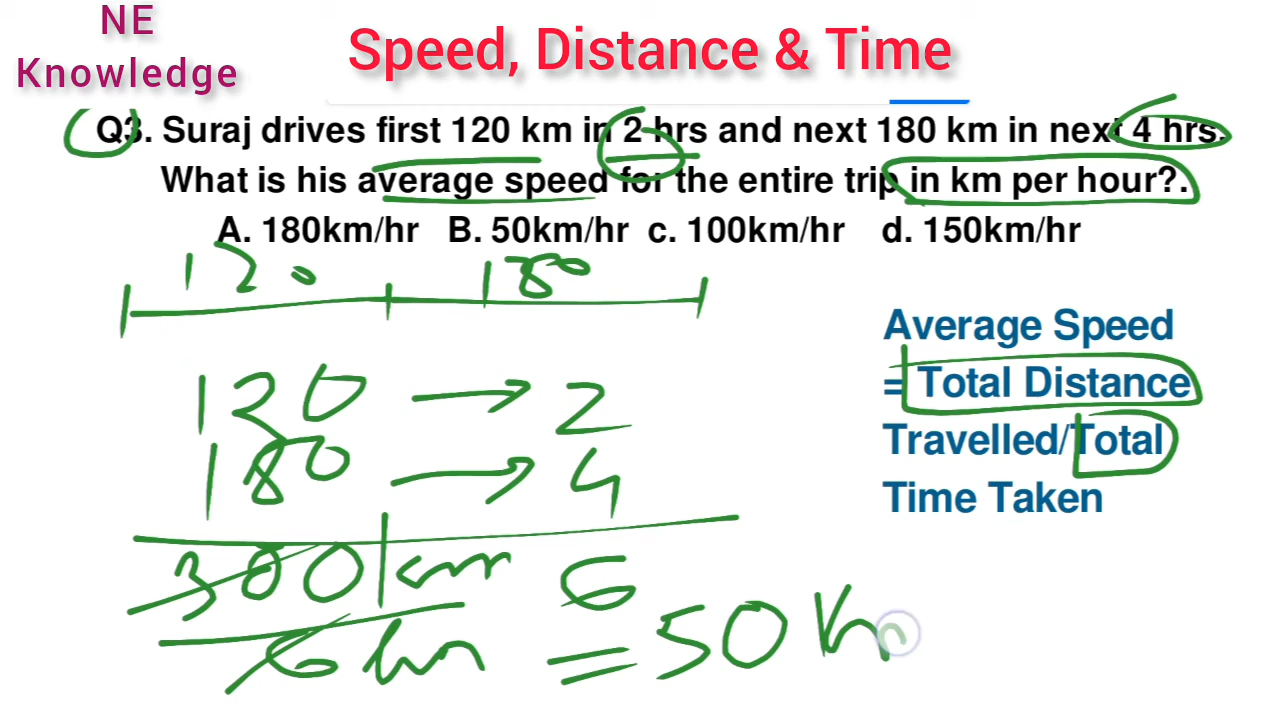 NE
Knowledge
Speed, Distance & Time
Q3. Suraj drives first 120 km in 2 hrs and next 180 km in next 4 hrs.
What is his average speed for the entire trip in km per hour?.
A. 180km/hr B. 50km/hr c. 100km/hr d. 150km/hr
120 180
Average Speed
= Total Distance
Travelled/Total
Time Taken
120 → 2
180 → 4
300 km 6
6 hr = 50 Km